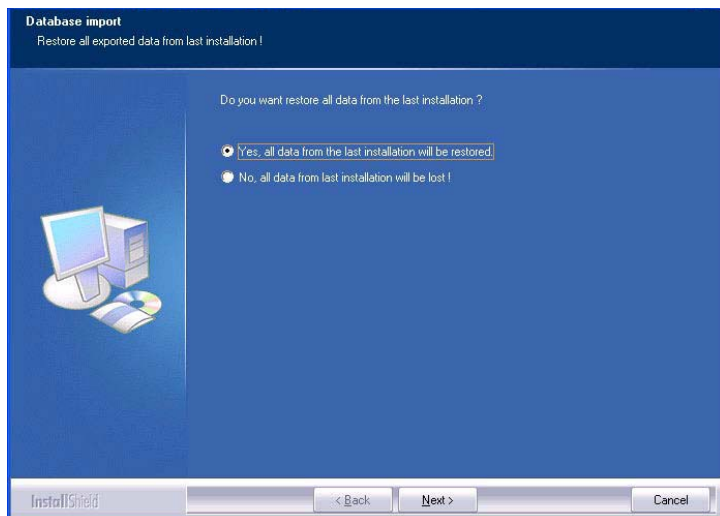 Database import
Restore all exported data from last installation !
Do you want restore all data from the last installation ?
Yes, all data from the last installation will be restored.
No, all data from last installation will be lost !
InstallShield
< Back
Next >
Cancel